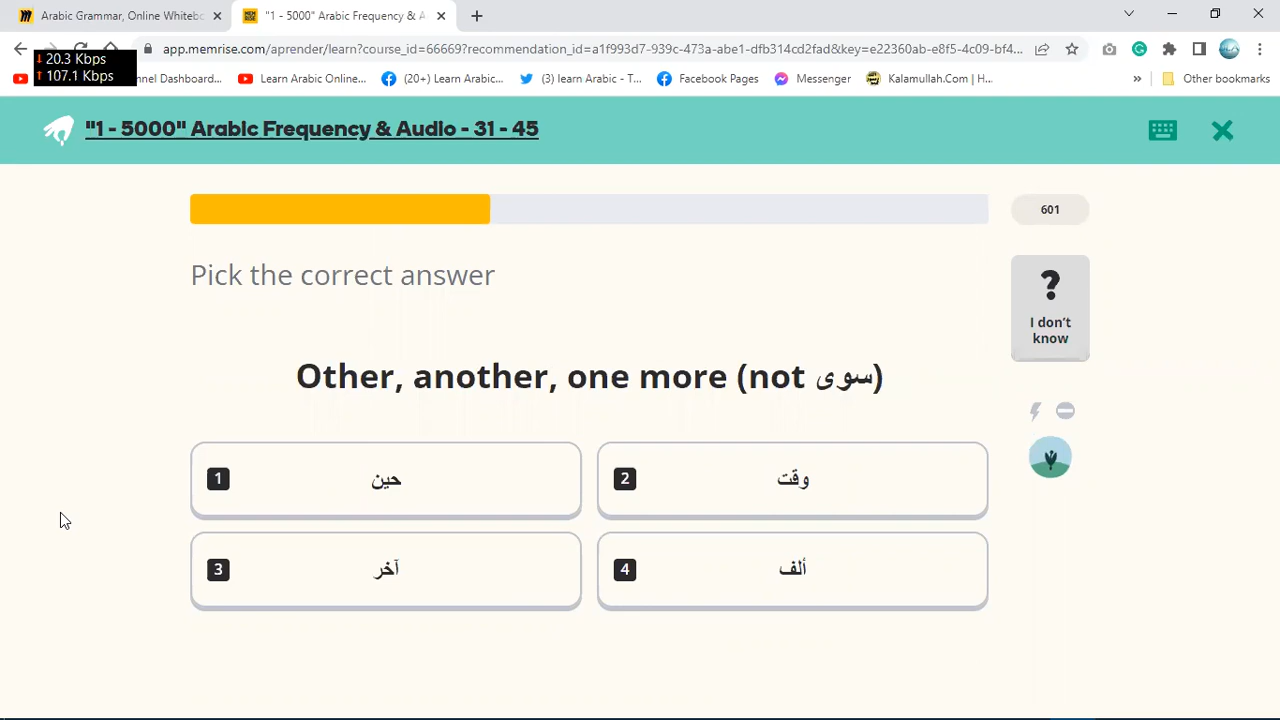 Arabic Grammar, Online Whitebo
"1 - 5000" Arabic Frequency & A
20.3 Kbps
107.1 Kbps
app.memrise.com/aprender/learn?course_id=66669?recommendation_id=a1f993d7-939c-473a-ab51-d1574cd2fad&key=e22360ab-e8f5-4c09-bf4...
nnel Dashboard...
Learn Arabic Online...
(20+) Learn Arabic...
(3) learn Arabic - T...
Facebook Pages
Messenger
Kalamullah.Com | H...
»
Other bookmarks
"1 - 5000" Arabic Frequency & Audio - 31 - 45
601
Pick the correct answer
?
I don't
know
Other, another, one more (not سوى)
1 حين
2 وقت
3 آخر
4 ألف